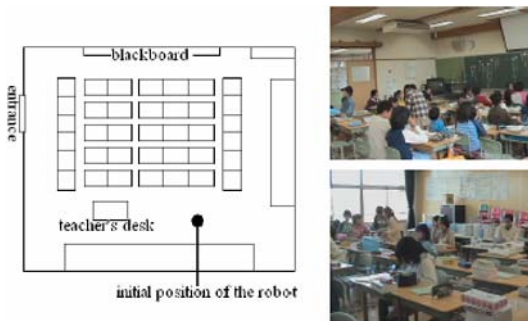 blackboard
entrance
teacher's desk
initial position of the robot